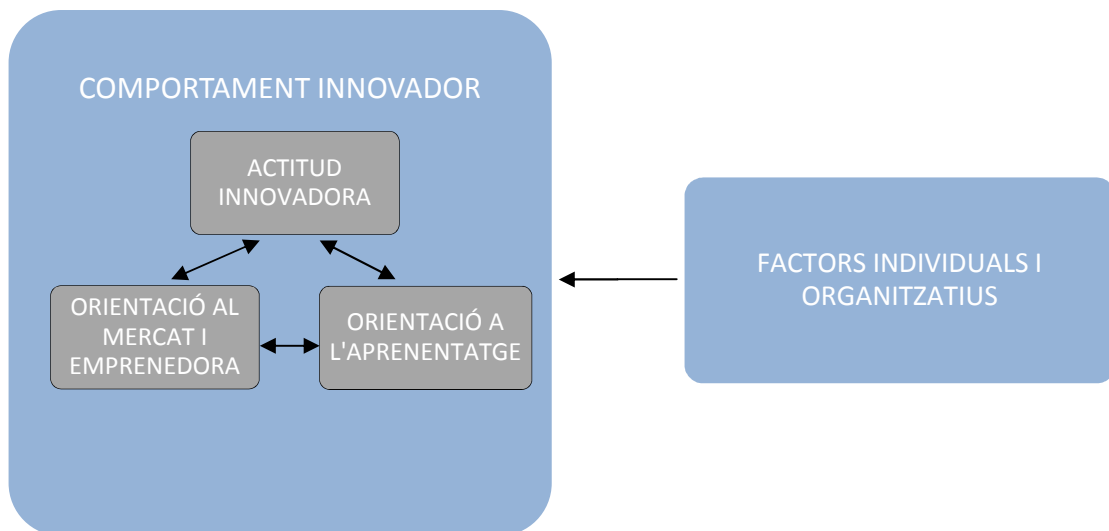 COMPORTAMENT INNOVADOR
ACTITUD
INNOVADORA
ORIENTACIÓ AL
MERCAT I
EMPRENEDORA
ORIENTACIÓ A
L'APRENENTATGE
FACTORS INDIVIDUALS I
ORGANITZATIUS